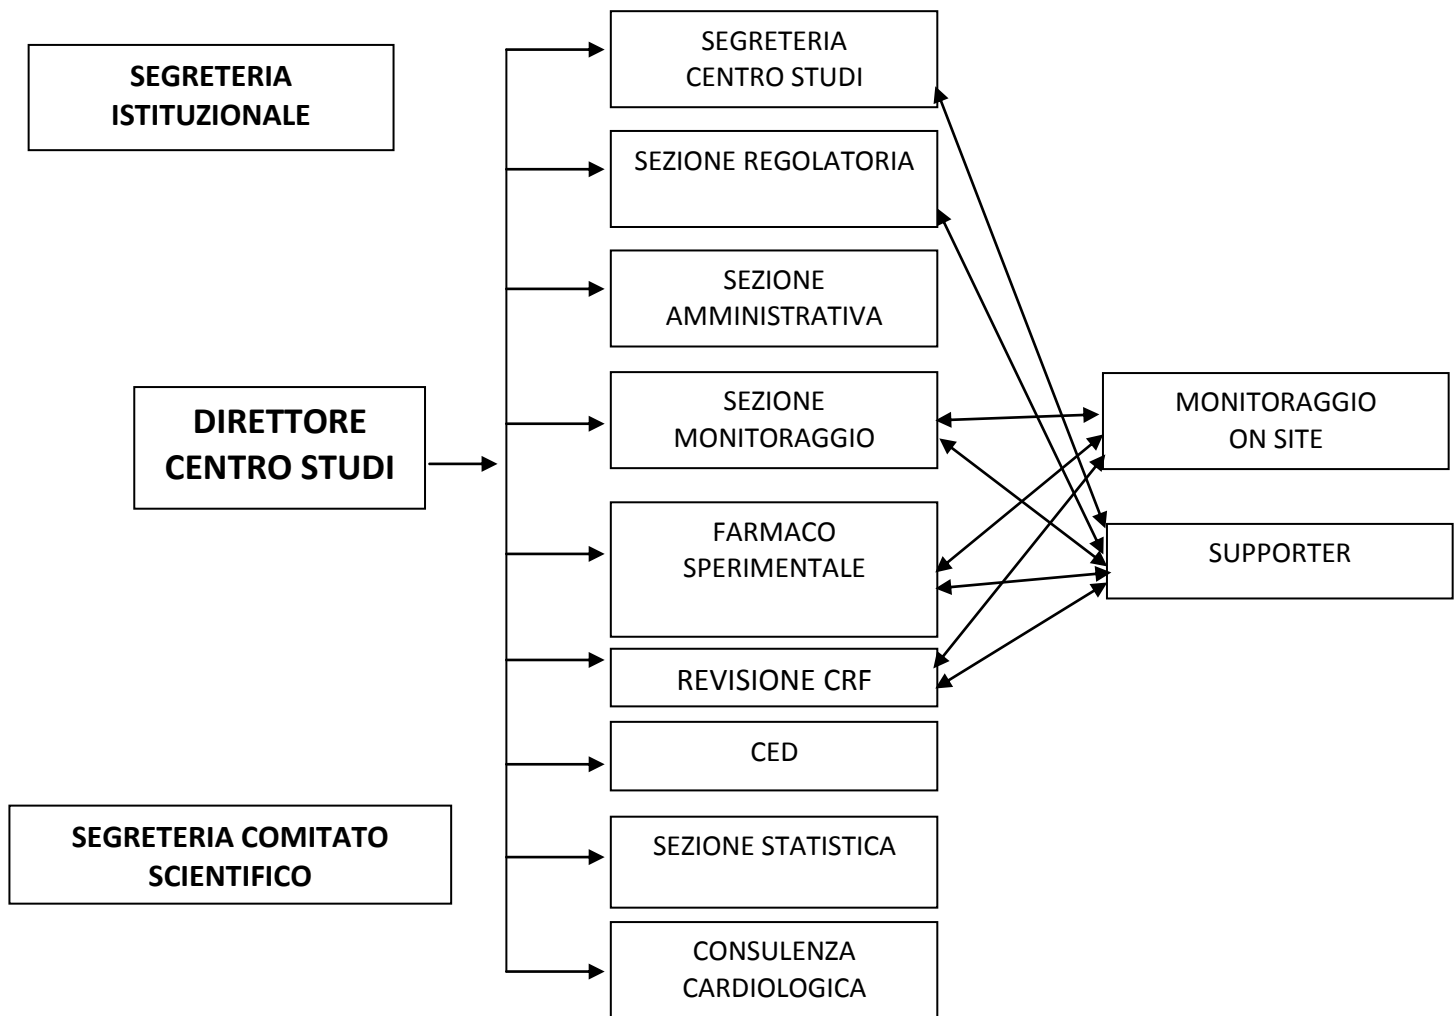 SEGRETERIA
ISTITUZIONALE
DIRETTORE
CENTRO STUDI
SEGRETERIA COMITATO
SCIENTIFICO
SEGRETERIA
CENTRO STUDI
SEZIONE REGOLATORIA
SEZIONE
AMMINISTRATIVA
SEZIONE
MONITORAGGIO
FARMACO
SPERIMENTALE
REVISIONE CRF
CED
SEZIONE STATISTICA
CONSULENZA
CARDIOLOGICA
MONITORAGGIO
ON SITE
SUPPORTER